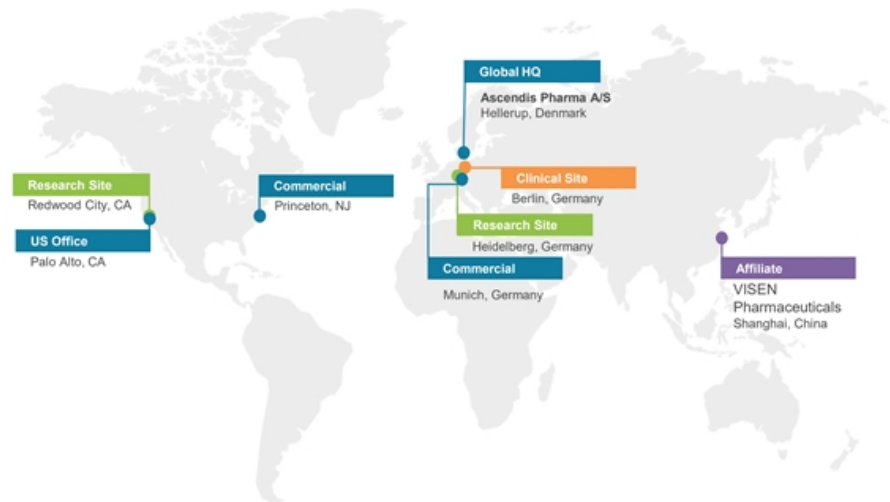 Global HQ
Ascendis Pharma A/S
Hellerup, Denmark
Research Site
Redwood City, CA
US Office
Palo Alto, CA
Commercial
Princeton, NJ
Clinical Site
Berlin, Germany
Research Site
Heidelberg, Germany
Commercial
Munich, Germany
Affiliate
VISEN
Pharmaceuticals
Shanghai, China